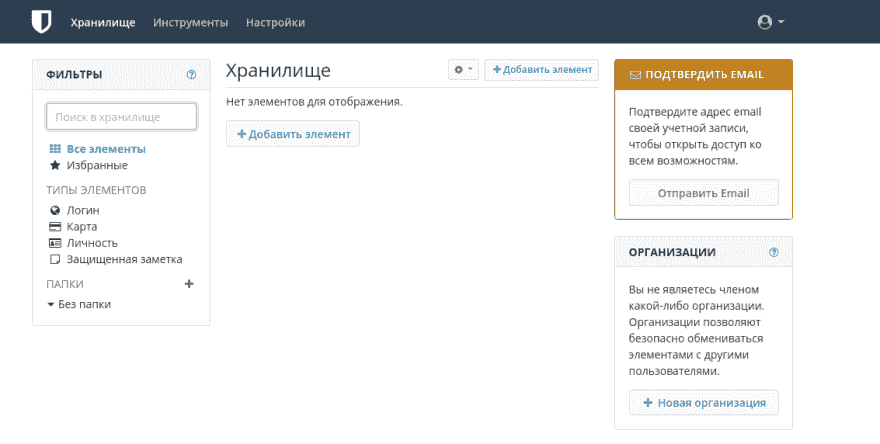 Хранилище Инструменты Настройки
ФИЛЬТРЫ
Поиск в хранилище
Все элементы
Избранные
ТИПЫ ЭЛЕМЕНТОВ
Логин
Карта
Личность
Защищенная заметка
ПАПКИ
Без папки
Хранилище
Добавить элемент
Нет элементов для отображения.
Добавить элемент
ПОДТВЕРДИТЬ EMAIL
Подтвердите адрес email
своей учетной записи,
чтобы открыть доступ ко
всем возможностям.
Отправить Email
ОРГАНИЗАЦИИ
Вы не являетесь членом
какой-либо организации.
Организации позволяют
безопасно обмениваться
элементами с другими
пользователями.
Новая организация